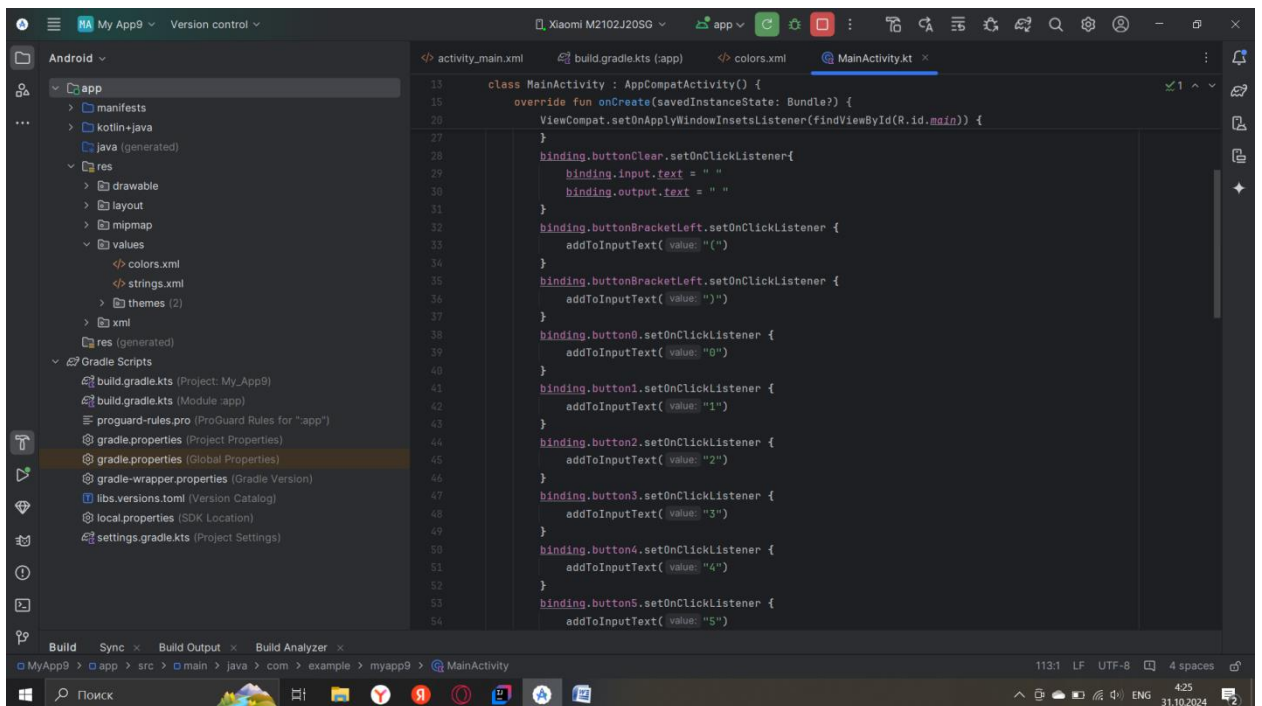 MA My App9 Version control Xiaomi M2102J20SG app
Android
activity_main.xml build.gradle.kts (:app) colors.xml MainActivity.kt
app
manifests
kotlin+java
java (generated)
res
drawable
layout
mipmap
values
colors.xml
strings.xml
themes (2)
xml
res (generated)
Gradle Scripts
build.gradle.kts (Project: My_App9)
build.gradle.kts (Module :app)
proguard-rules.pro (ProGuard Rules for ":app")
gradle.properties (Project Properties)
gradle.properties (Global Properties)
gradle-wrapper.properties (Gradle Version)
libs.versions.toml (Version Catalog)
local.properties (SDK Location)
settings.gradle.kts (Project Settings)
13 class MainActivity : AppCompatActivity() {
15 override fun onCreate(savedInstanceState: Bundle?) {
20 ViewCompat.setOnApplyWindowInsetsListener(findViewById(R.id.main)) {
27 }
28 binding.buttonClear.setOnClickListener{
29 binding.input.text = " "
30 binding.output.text = " "
31 }
32 binding.buttonBracketLeft.setOnClickListener {
33 addToInputText( value: "(")
34 }
35 binding.buttonBracketLeft.setOnClickListener {
36 addToInputText( value: ")")
37 }
38 binding.button0.setOnClickListener {
39 addToInputText( value: "0")
40 }
41 binding.button1.setOnClickListener {
42 addToInputText( value: "1")
43 }
44 binding.button2.setOnClickListener {
45 addToInputText( value: "2")
46 }
47 binding.button3.setOnClickListener {
48 addToInputText( value: "3")
49 }
50 binding.button4.setOnClickListener {
51 addToInputText( value: "4")
52 }
53 binding.button5.setOnClickListener {
54 addToInputText( value: "5")
1
Build Sync Build Output Build Analyzer
MyApp9 > app > src > main > java > com > example > myapp9 > MainActivity 113:1 LF UTF-8 4 spaces
Поиск ENG 4:25
31.10.2024 2